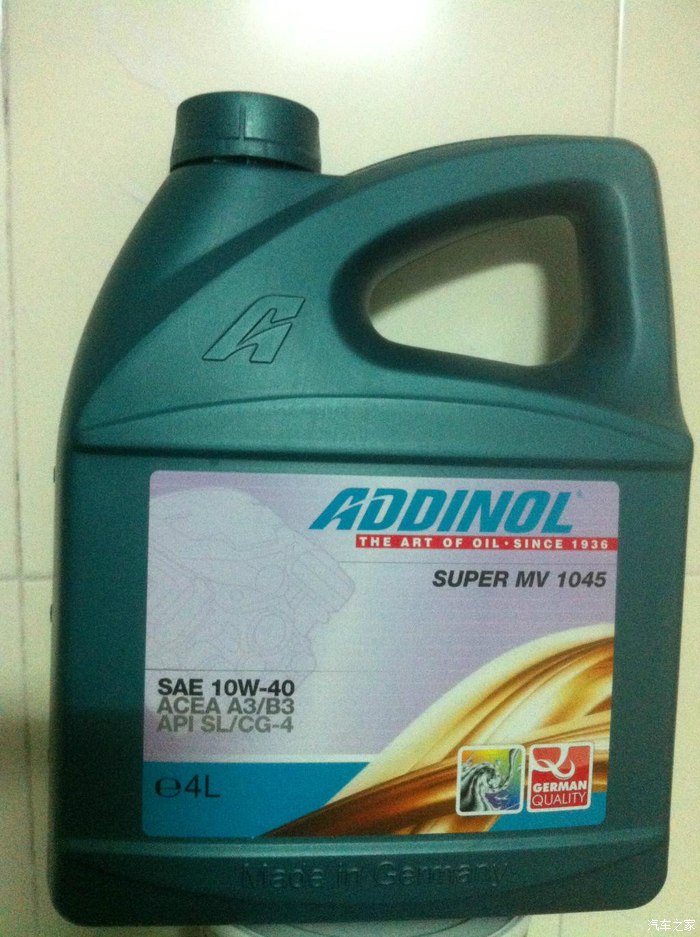 ADDINOL®
THE ART OF OIL · SINCE 1936
SUPER MV 1045
SAE 10W-40
ACEA A3/B3
API SL/CG-4
℮4L
GERMAN
QUALITY
Made in Germany
汽车之家